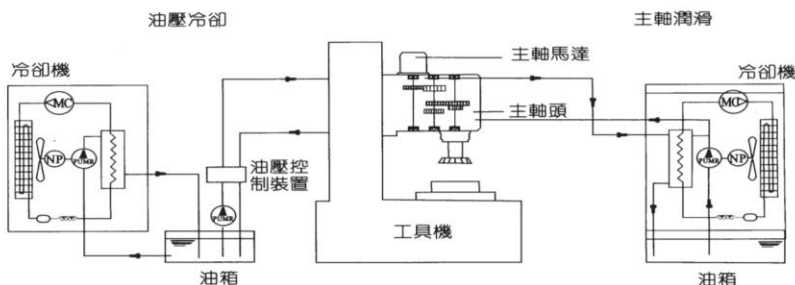 油壓冷卻
主軸潤滑
冷卻機
MC
NP
PUMP
油壓控
制裝置
PUMP
油箱
主軸馬達
主軸頭
工具機
冷卻機
MC
PUMP
NP
油箱